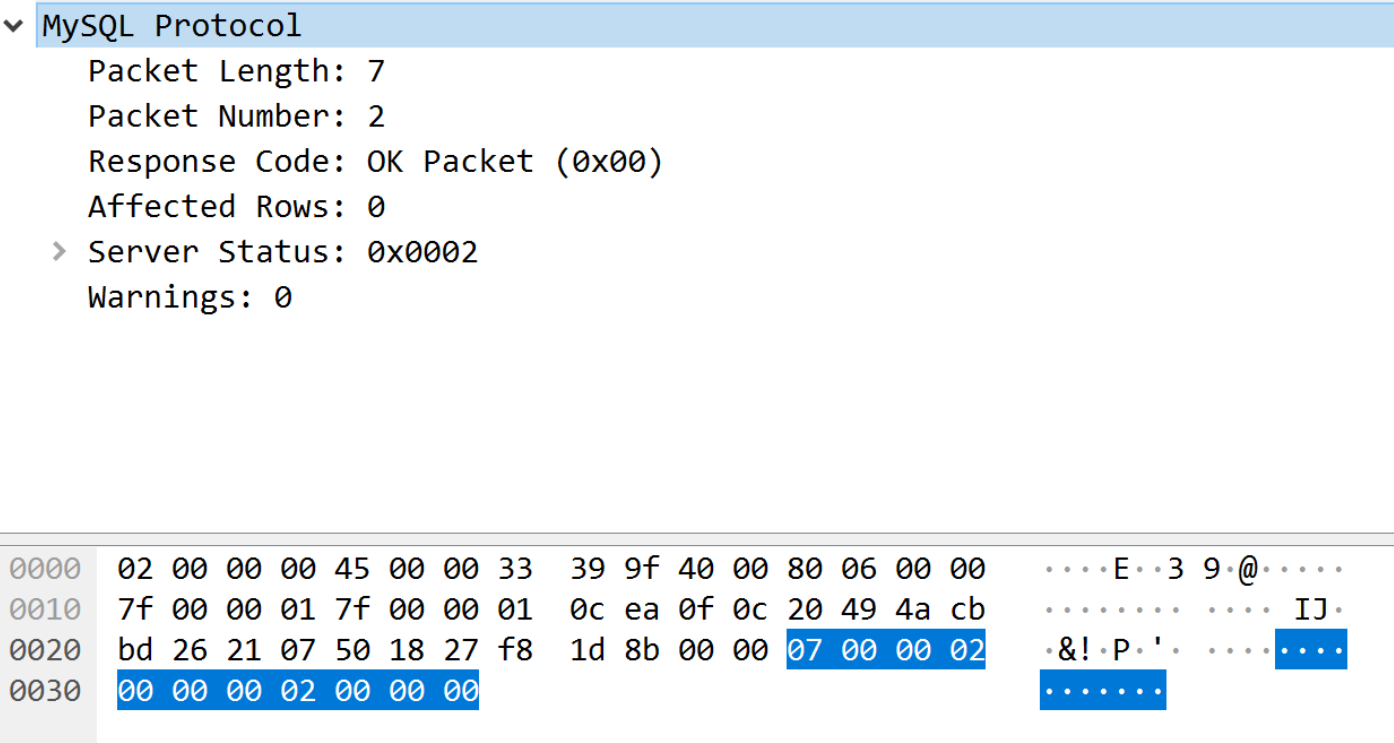 MySQL Protocol
Packet Length: 7
Packet Number: 2
Response Code: OK Packet (0x00)
Affected Rows: 0
Server Status: 0x0002
Warnings: 0
0000 02 00 00 00 45 00 00 33 39 9f 40 00 80 06 00 00 ····E··3 9·@·····
0010 7f 00 00 01 7f 00 00 01 0c ea 0f 0c 20 49 4a cb ········ ···· IJ·
0020 bd 26 21 07 50 18 27 f8 1d 8b 00 00 07 00 00 02 ·&!·P·'· ········
0030 00 00 00 02 00 00 00 ·······